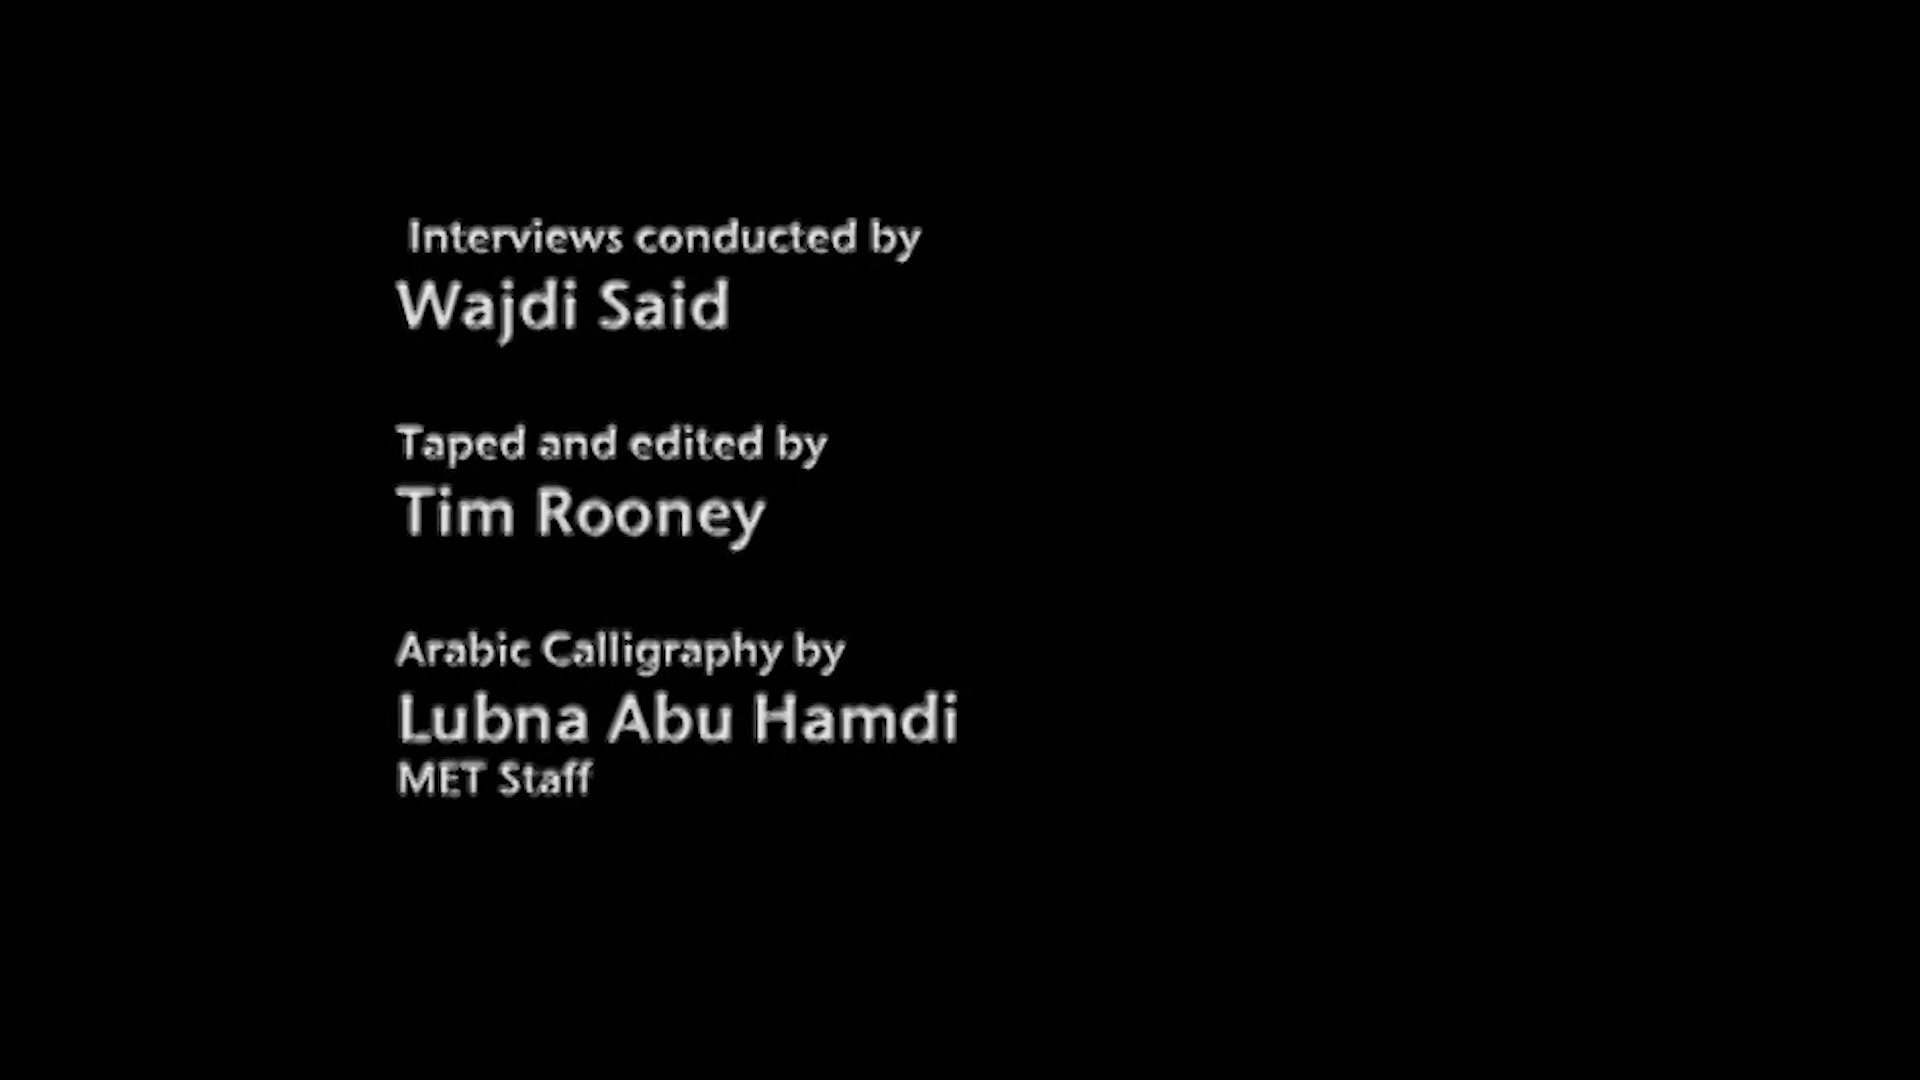 Interviews conducted by
Wajdi Said
Taped and edited by
Tim Rooney
Arabic Calligraphy by
Lubna Abu Hamdi
MET Staff